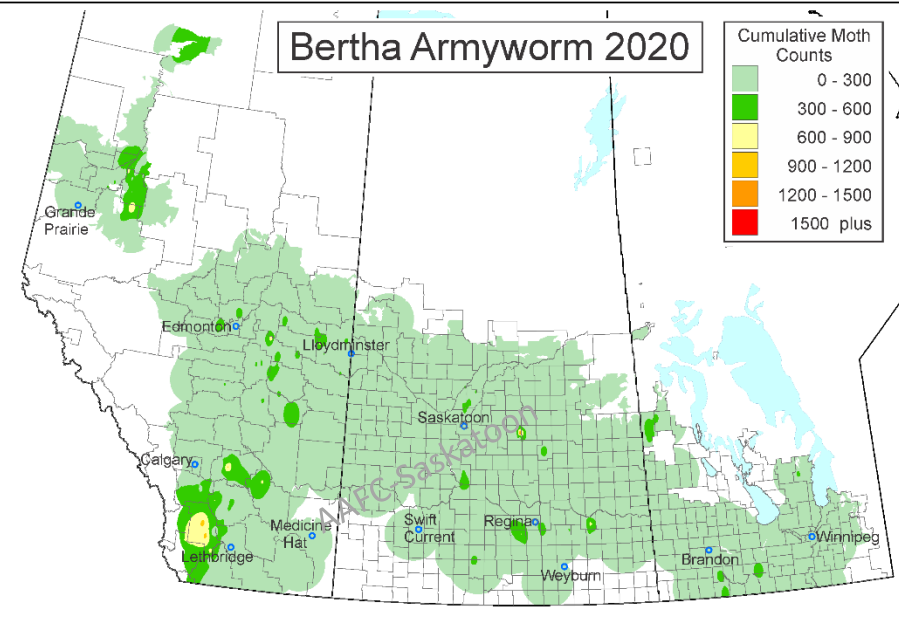 Bertha Armyworm 2020
Cumulative Moth
Counts
0 - 300
300 - 600
600 - 900
900 - 1200
1200 - 1500
1500 plus
Grande
Prairie
Edmonton
Lloydminster
Saskatoon
AAFC-Saskatoon
Calgary
Medicine
Hat
Swift
Current
Regina
Lethbridge
Weyburn
Brandon
Winnipeg